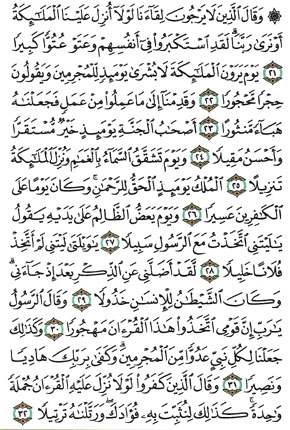 ۞ وَقَالَ ٱلَّذِينَ لَا يَرْجُونَ لِقَآءَنَا لَوْلَآ أُنزِلَ عَلَيْنَا ٱلْمَلَٰٓئِكَةُ
أَوْ نَرَىٰ رَبَّنَا ۗ لَقَدِ ٱسْتَكْبَرُوا۟ فِىٓ أَنفُسِهِمْ وَعَتَوْ عُتُوًّا كَبِيرًا
٢١ يَوْمَ يَرَوْنَ ٱلْمَلَٰٓئِكَةَ لَا بُشْرَىٰ يَوْمَئِذٍ لِّلْمُجْرِمِينَ وَيَقُولُونَ
حِجْرًا مَّحْجُورًا ٢٢ وَقَدِمْنَآ إِلَىٰ مَا عَمِلُوا۟ مِنْ عَمَلٍ فَجَعَلْنَٰهُ
هَبَآءً مَّنثُورًا ٢٣ أَصْحَٰبُ ٱلْجَنَّةِ يَوْمَئِذٍ خَيْرٌ مُّسْتَقَرًّا
وَأَحْسَنُ مَقِيلًا ٢٤ وَيَوْمَ تَشَقَّقُ ٱلسَّمَآءُ بِٱلْغَمَٰمِ وَنُزِّلَ ٱلْمَلَٰٓئِكَةُ
تَنزِيلًا ٢٥ ٱلْمُلْكُ يَوْمَئِذٍ ٱلْحَقُّ لِلرَّحْمَٰنِ ۚ وَكَانَ يَوْمًا عَلَى
ٱلْكَٰفِرِينَ عَسِيرًا ٢٦ وَيَوْمَ يَعَضُّ ٱلظَّالِمُ عَلَىٰ يَدَيْهِ يَقُولُ
يَٰلَيْتَنِى ٱتَّخَذْتُ مَعَ ٱلرَّسُولِ سَبِيلًا ٢٧ يَٰوَيْلَتَىٰ لَيْتَنِى لَمْ أَتَّخِذْ
فُلَانًا خَلِيلًا ٢٨ لَّقَدْ أَضَلَّنِى عَنِ ٱلذِّكْرِ بَعْدَ إِذْ جَآءَنِى ۗ
وَكَانَ ٱلشَّيْطَٰنُ لِلْإِنسَٰنِ خَذُولًا ٢٩ وَقَالَ ٱلرَّسُولُ
يَٰرَبِّ إِنَّ قَوْمِى ٱتَّخَذُوا۟ هَٰذَا ٱلْقُرْءَانَ مَهْجُورًا ٣٠ وَكَذَٰلِكَ
جَعَلْنَا لِكُلِّ نَبِىٍّ عَدُوًّا مِّنَ ٱلْمُجْرِمِينَ ۗ وَكَفَىٰ بِرَبِّكَ هَادِيًا
وَنَصِيرًا ٣١ وَقَالَ ٱلَّذِينَ كَفَرُوا۟ لَوْلَا نُزِّلَ عَلَيْهِ ٱلْقُرْءَانُ جُمْلَةً
وَٰحِدَةً ۚ كَذَٰلِكَ لِنُثَبِّتَ بِهِۦ فُؤَادَكَ ۖ وَرَتَّلْنَٰهُ تَرْتِيلًا ٣٢